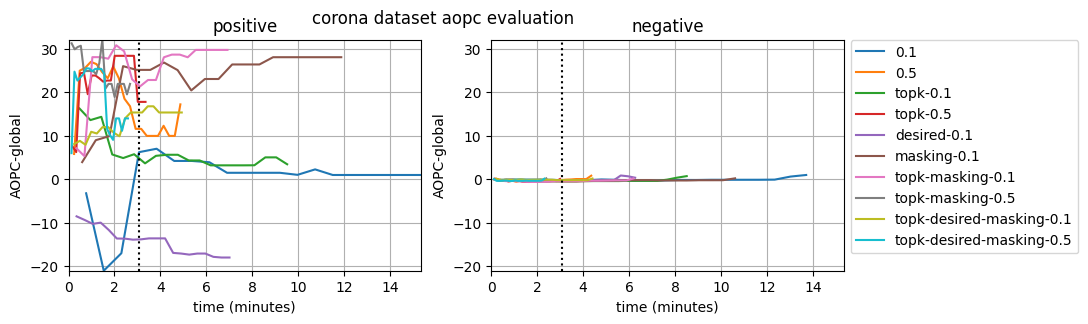 corona dataset aopc evaluation
positive
negative
AOPC-global
30
20
10
0
−10
−20
0 2 4 6 8 10 12 14
time (minutes)
AOPC-global
30
20
10
0
−10
−20
0 2 4 6 8 10 12 14
time (minutes)
0.1
0.5
topk-0.1
topk-0.5
desired-0.1
masking-0.1
topk-masking-0.1
topk-masking-0.5
topk-desired-masking-0.1
topk-desired-masking-0.5